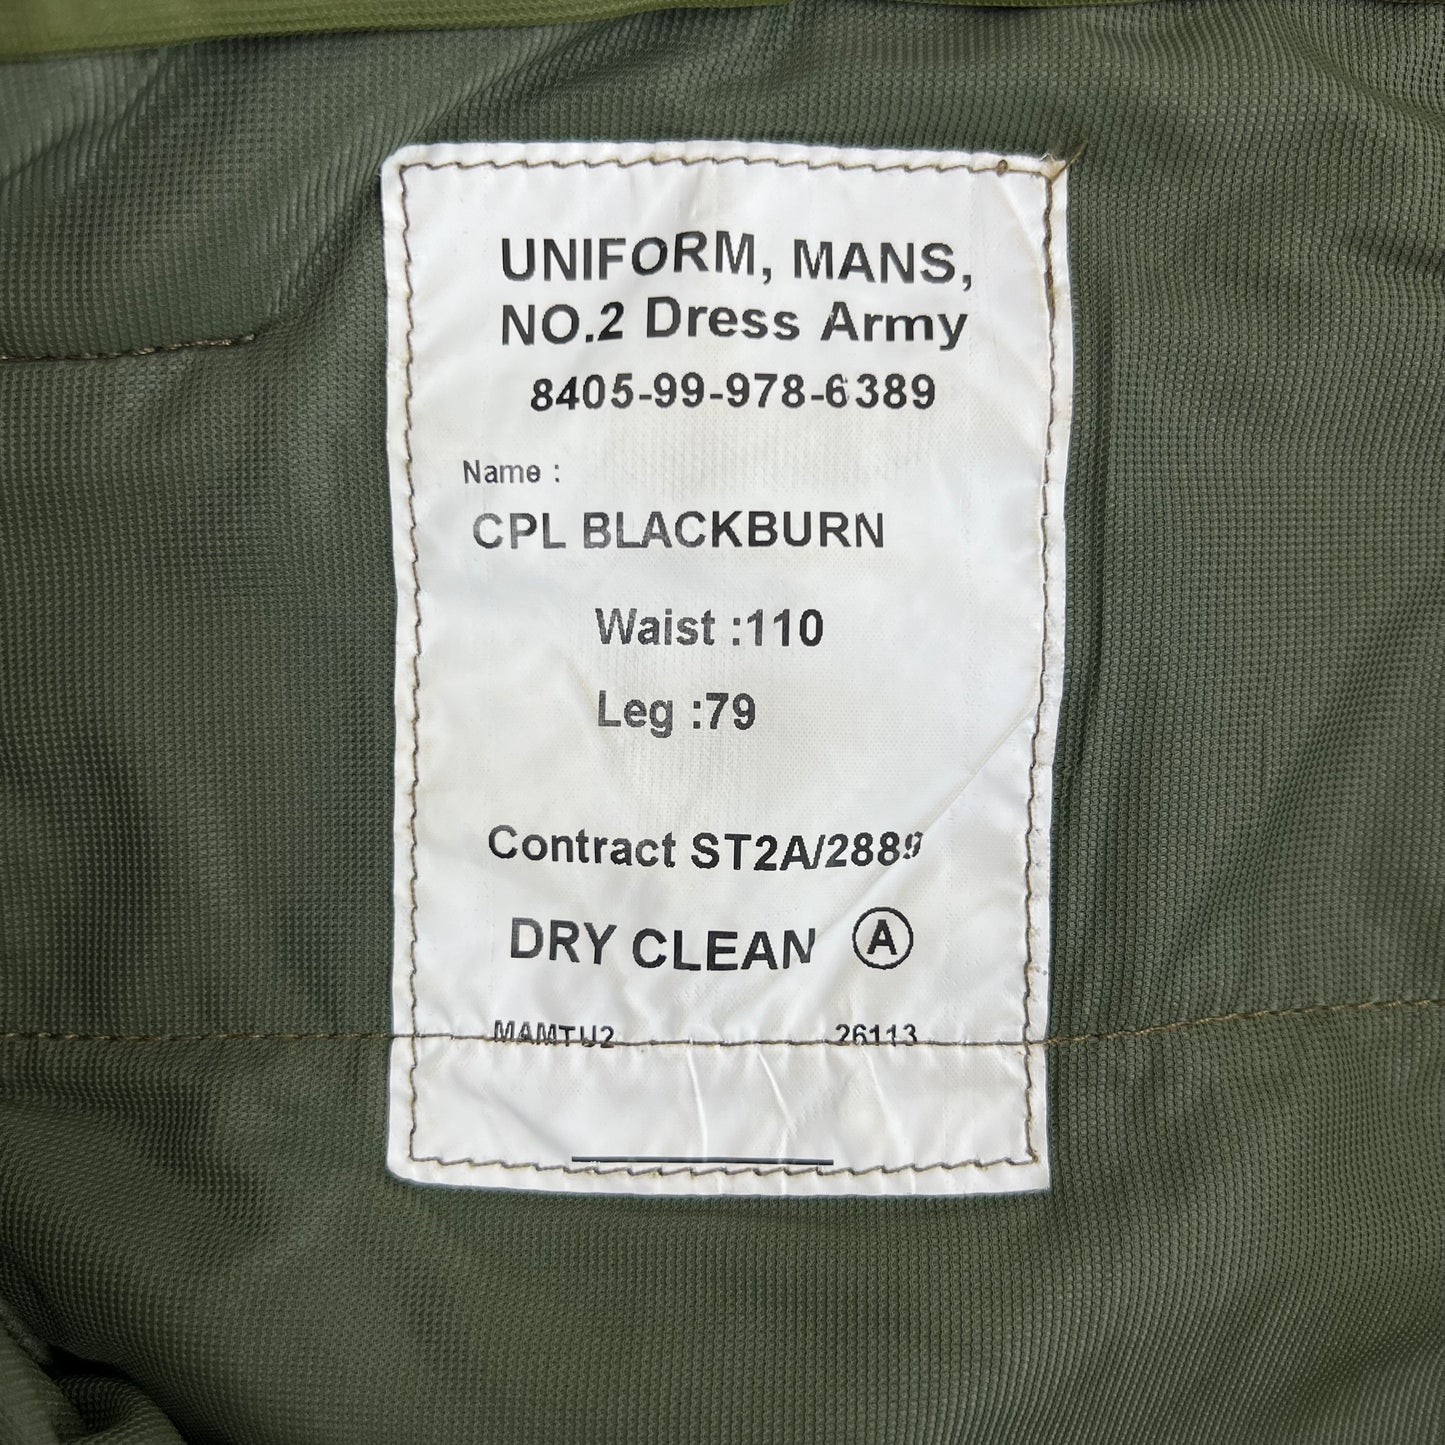 UNIFORM, MANS,
NO.2 Dress Army
8405-99-978-6389
Name :
CPL BLACKBURN
Waist :110
Leg :79
Contract ST2A/2889
DRY CLEAN Ⓐ
MAMTU2 26113